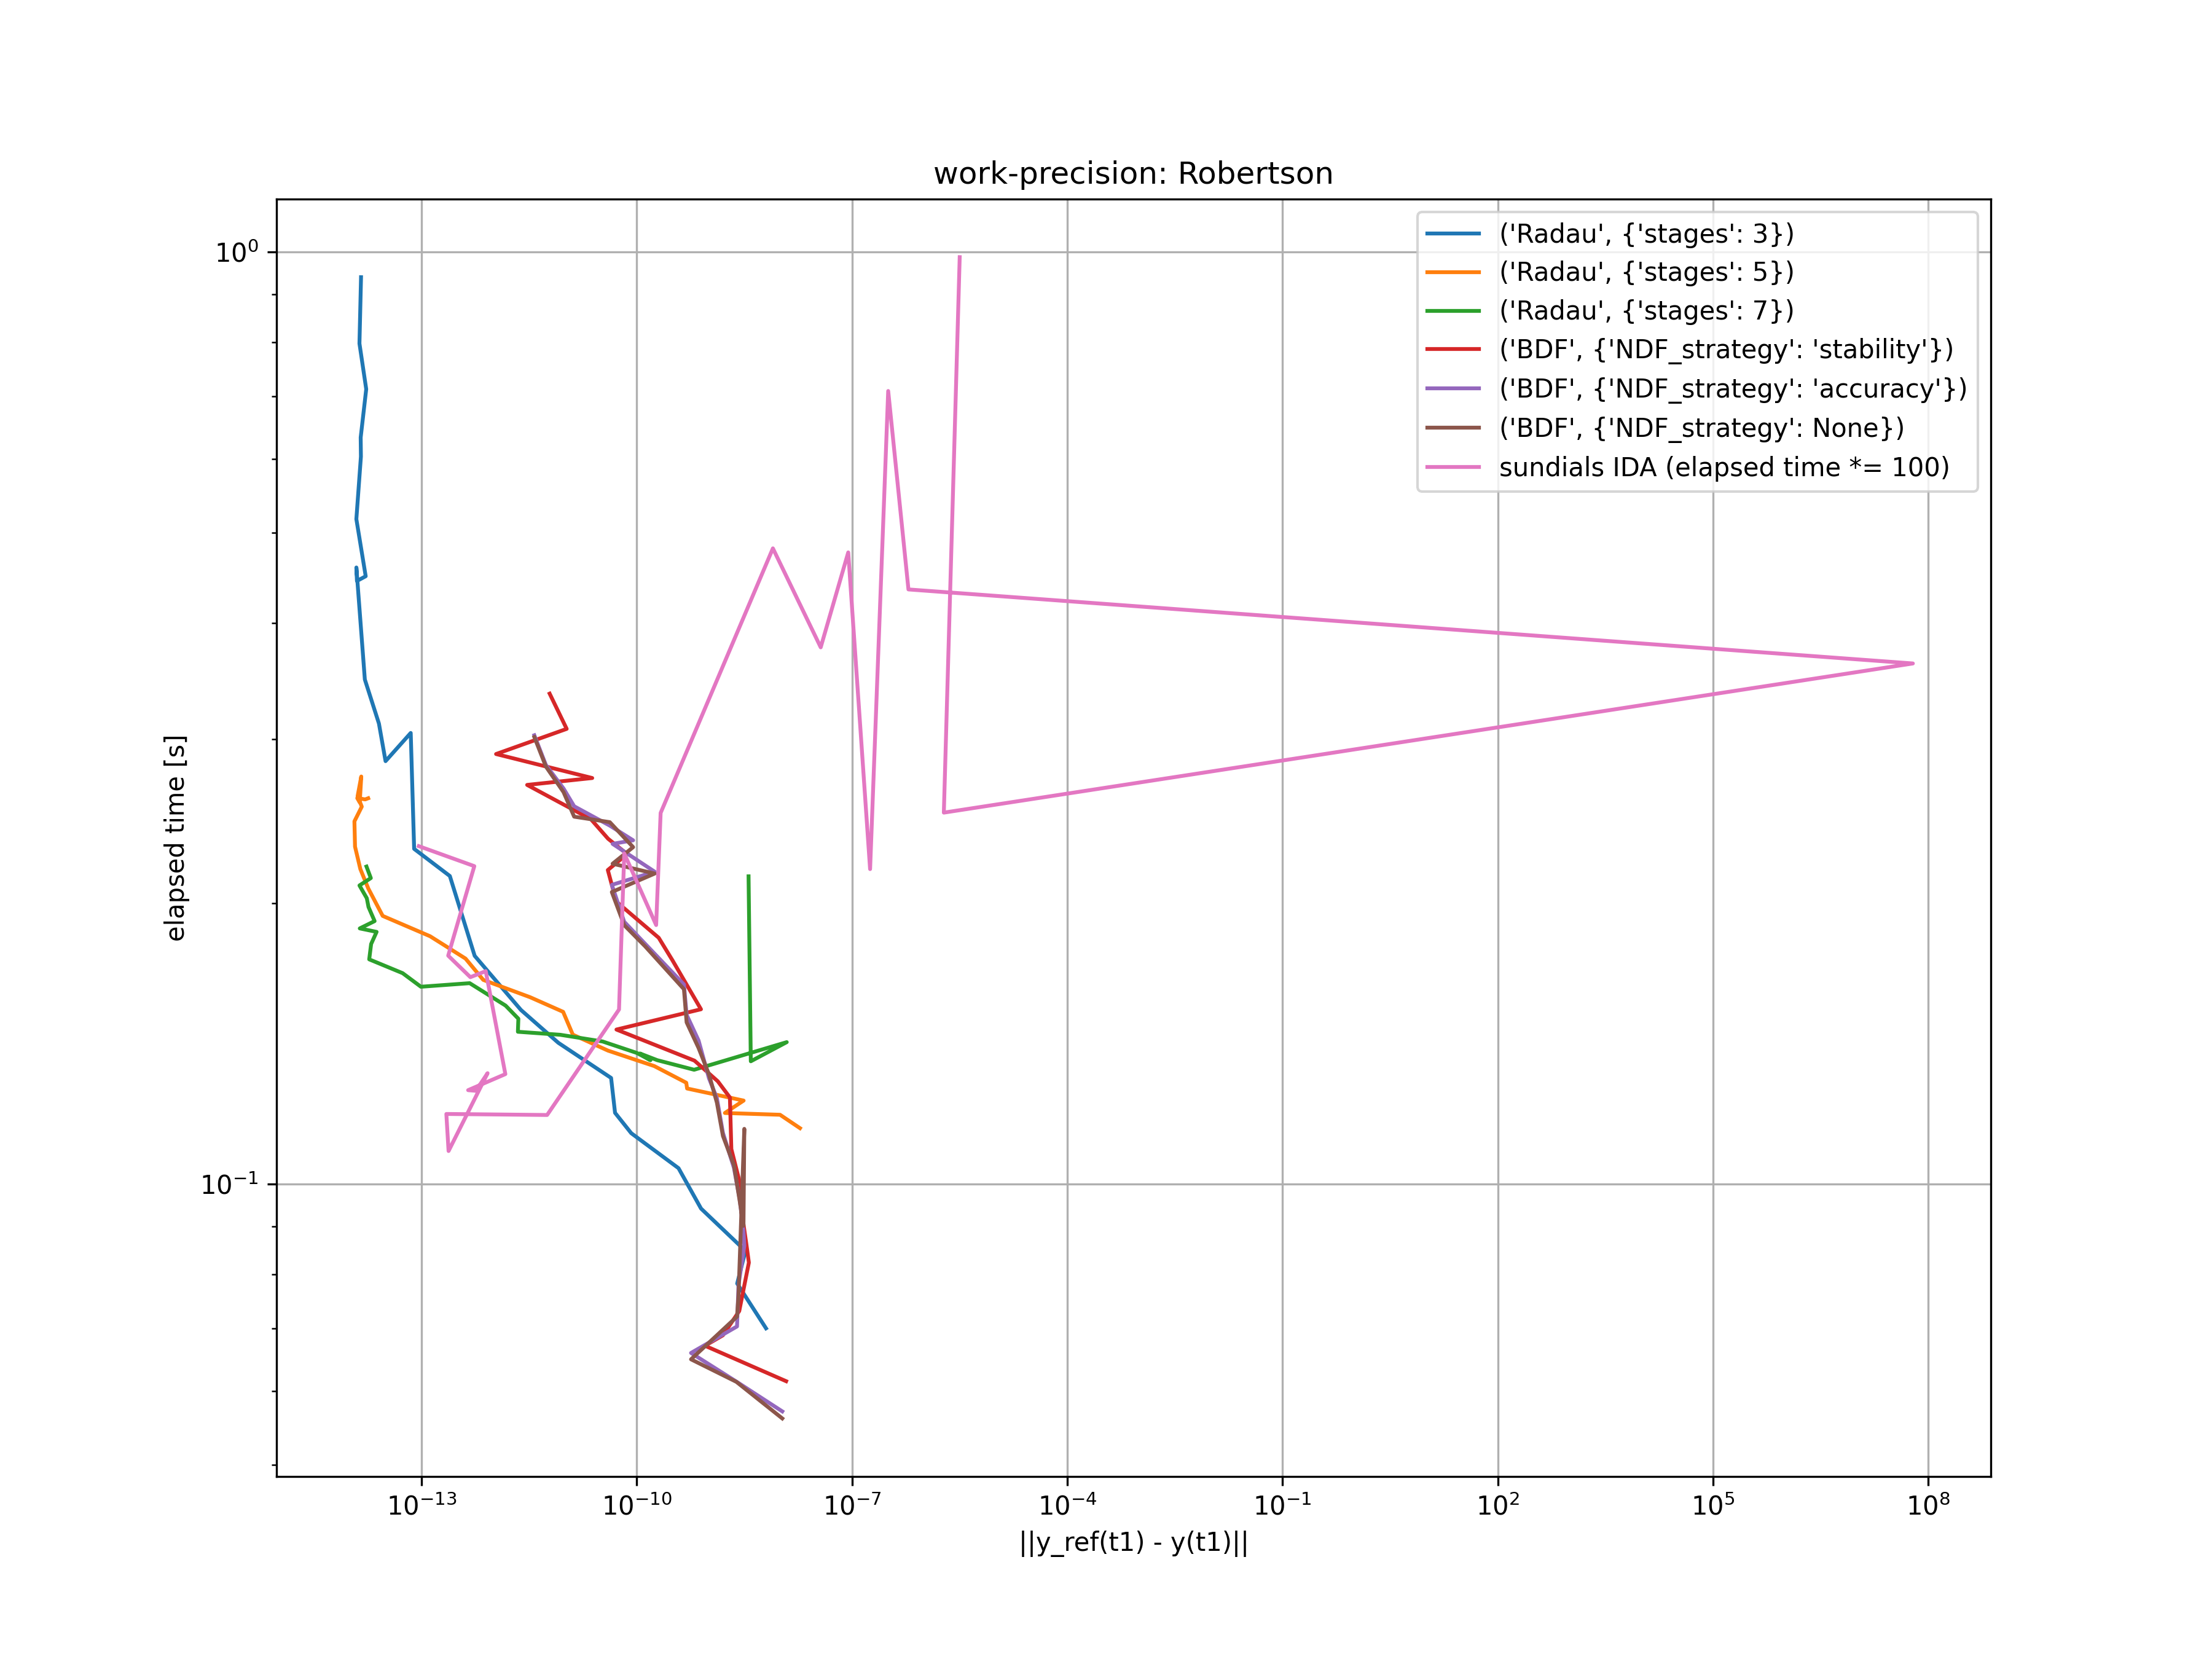 work-precision: Robertson
('Radau', {'stages': 3})
('Radau', {'stages': 5})
('Radau', {'stages': 7})
('BDF', {'NDF_strategy': 'stability'})
('BDF', {'NDF_strategy': 'accuracy'})
('BDF', {'NDF_strategy': None})
sundials IDA (elapsed time *= 100)
elapsed time [s]
10⁰
10⁻¹
10⁻¹³ 10⁻¹⁰ 10⁻⁷ 10⁻⁴ 10⁻¹ 10² 10⁵ 10⁸
||y_ref(t1) - y(t1)||